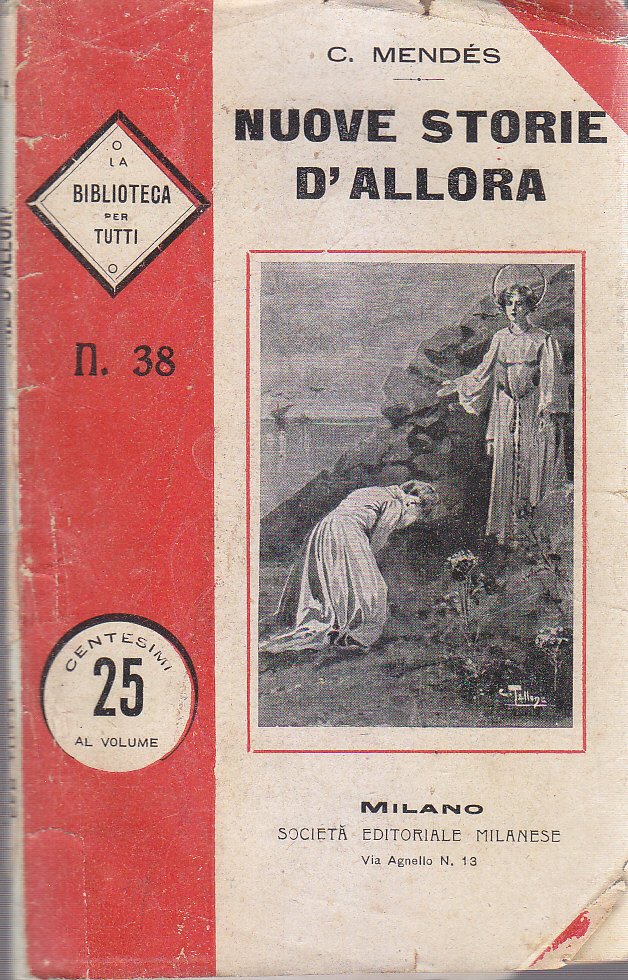 C. MENDÉS
NUOVE STORIE
D'ALLORA
LA
BIBLIOTECA
PER
TUTTI
N. 38
CENTESIMI
25
AL VOLUME
MILANO
SOCIETÀ EDITORIALE MILANESE
Via Agnello N. 13
D'ALLORA